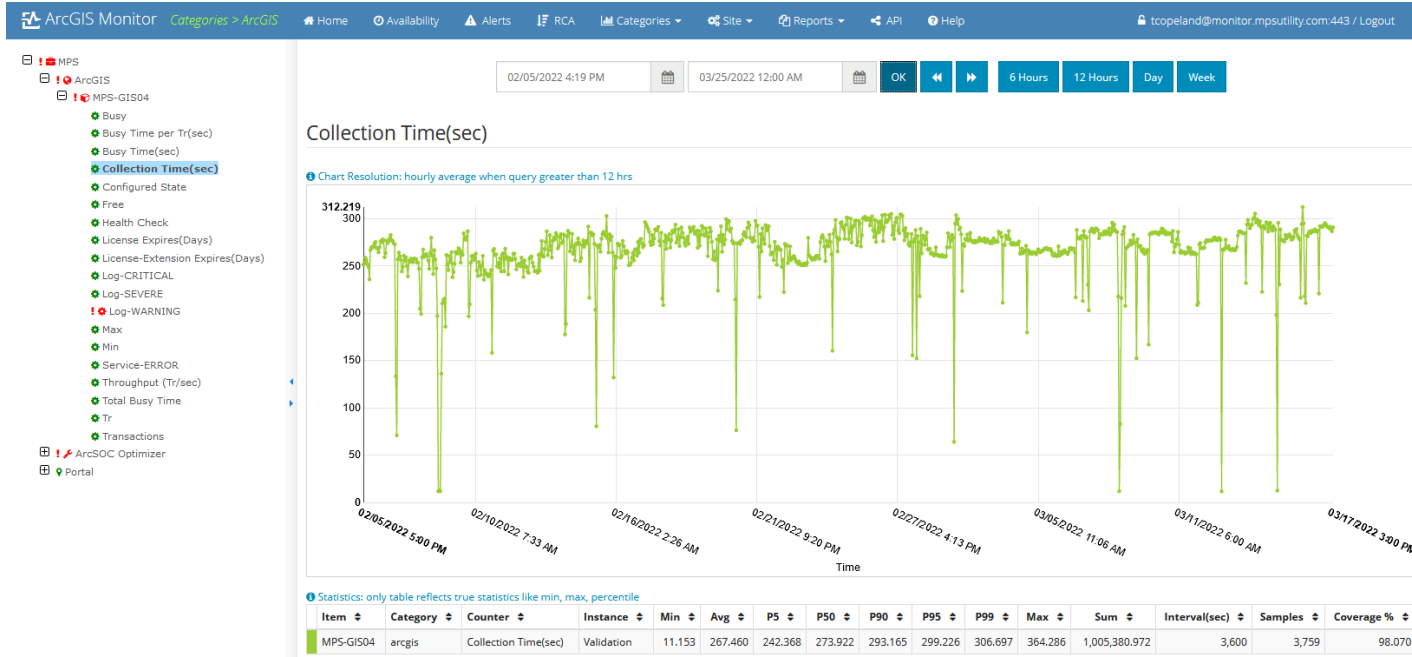 ArcGIS Monitor Categories > ArcGIS Home Availability Alerts RCA Categories Site Reports API Help tcopeland@monitor.mpsutility.com:443 / Logout
MPS
ArcGIS
MPS-GIS04
Busy
Busy Time per Tr(sec)
Busy Time(sec)
Collection Time(sec)
Configured State
Free
Health Check
License Expires(Days)
License-Extension Expires(Days)
Log-CRITICAL
Log-SEVERE
Log-WARNING
Max
Min
Service-ERROR
Throughput (Tr/sec)
Total Busy Time
Tr
Transactions
ArcSOC Optimizer
Portal
02/05/2022 4:19 PM 03/25/2022 12:00 AM OK 6 Hours 12 Hours Day Week
Collection Time(sec)
Chart Resolution: hourly average when query greater than 12 hrs
312.219
300
250
200
150
100
50
0
02/05/2022 5:00 PM 02/10/2022 7:33 AM 02/16/2022 2:26 AM 02/21/2022 9:20 PM 02/27/2022 4:13 PM 03/05/2022 11:06 AM 03/11/2022 6:00 AM 03/17/2022 3:00 PM
Time
Statistics: only table reflects true statistics like min, max, percentile
Item Category Counter Instance Min Avg P5 P50 P90 P95 P99 Max Sum Interval(sec) Samples Coverage %
MPS-GIS04 arcgis Collection Time(sec) Validation 11.153 267.460 242.368 273.922 293.165 299.226 306.697 364.286 1,005,380.972 3,600 3,759 98.070